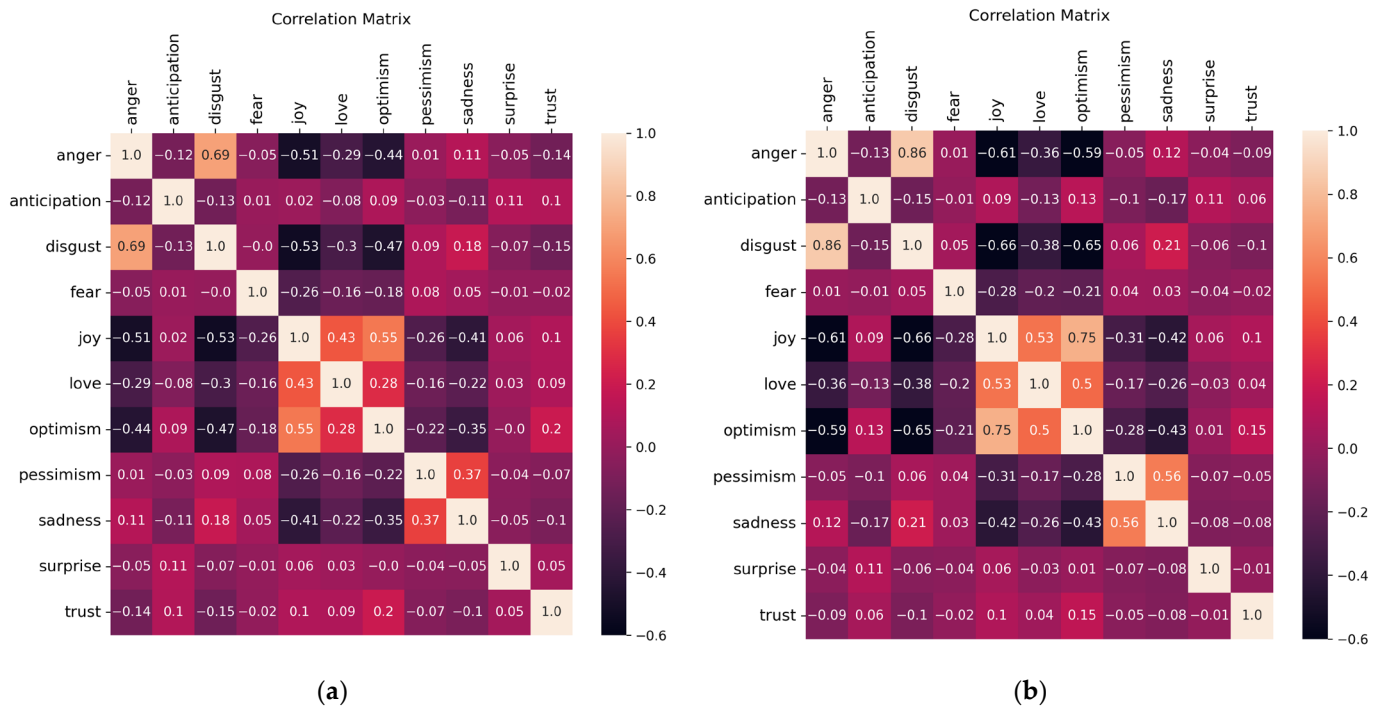 Correlation Matrix
anger anticipation disgust fear joy love optimism pessimism sadness surprise trust
anger 1.0 −0.12 0.69 −0.05 −0.51 −0.29 −0.44 0.01 0.11 −0.05 −0.14
anticipation −0.12 1.0 −0.13 0.01 0.02 −0.08 0.09 −0.03 −0.11 0.11 0.1
disgust 0.69 −0.13 1.0 −0.0 −0.53 −0.3 −0.47 0.09 0.18 −0.07 −0.15
fear −0.05 0.01 −0.0 1.0 −0.26 −0.16 −0.18 0.08 0.05 −0.01 −0.02
joy −0.51 0.02 −0.53 −0.26 1.0 0.43 0.55 −0.26 −0.41 0.06 0.1
love −0.29 −0.08 −0.3 −0.16 0.43 1.0 0.28 −0.16 −0.22 0.03 0.09
optimism −0.44 0.09 −0.47 −0.18 0.55 0.28 1.0 −0.22 −0.35 −0.0 0.2
pessimism 0.01 −0.03 0.09 0.08 −0.26 −0.16 −0.22 1.0 0.37 −0.04 −0.07
sadness 0.11 −0.11 0.18 0.05 −0.41 −0.22 −0.35 0.37 1.0 −0.05 −0.1
surprise −0.05 0.11 −0.07 −0.01 0.06 0.03 −0.0 −0.04 −0.05 1.0 0.05
trust −0.14 0.1 −0.15 −0.02 0.1 0.09 0.2 −0.07 −0.1 0.05 1.0
1.0
0.8
0.6
0.4
0.2
0.0
−0.2
−0.4
−0.6
(a)
Correlation Matrix
anger anticipation disgust fear joy love optimism pessimism sadness surprise trust
anger 1.0 −0.13 0.86 0.01 −0.61 −0.36 −0.59 −0.05 0.12 −0.04 −0.09
anticipation −0.13 1.0 −0.15 −0.01 0.09 −0.13 0.13 −0.1 −0.17 0.11 0.06
disgust 0.86 −0.15 1.0 0.05 −0.66 −0.38 −0.65 0.06 0.21 −0.06 −0.1
fear 0.01 −0.01 0.05 1.0 −0.28 −0.2 −0.21 0.04 0.03 −0.04 −0.02
joy −0.61 0.09 −0.66 −0.28 1.0 0.53 0.75 −0.31 −0.42 0.06 0.1
love −0.36 −0.13 −0.38 −0.2 0.53 1.0 0.5 −0.17 −0.26 −0.03 0.04
optimism −0.59 0.13 −0.65 −0.21 0.75 0.5 1.0 −0.28 −0.43 0.01 0.15
pessimism −0.05 −0.1 0.06 0.04 −0.31 −0.17 −0.28 1.0 0.56 −0.07 −0.05
sadness 0.12 −0.17 0.21 0.03 −0.42 −0.26 −0.43 0.56 1.0 −0.08 −0.08
surprise −0.04 0.11 −0.06 −0.04 0.06 −0.03 0.01 −0.07 −0.08 1.0 −0.01
trust −0.09 0.06 −0.1 −0.02 0.1 0.04 0.15 −0.05 −0.08 −0.01 1.0
1.0
0.8
0.6
0.4
0.2
0.0
−0.2
−0.4
−0.6
(b)